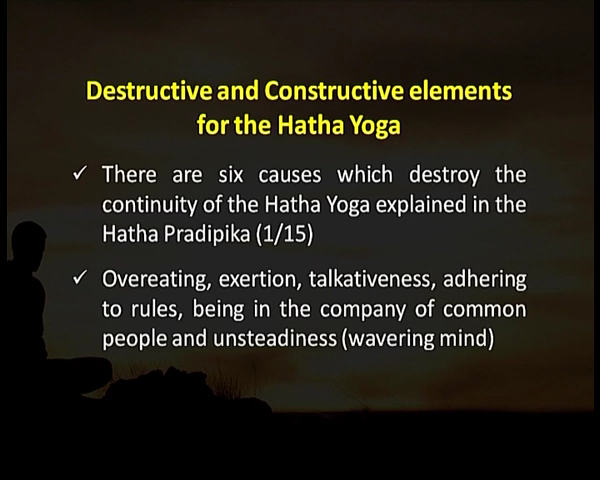 Destructive and Constructive elements
for the Hatha Yoga
✓ There are six causes which destroy the
continuity of the Hatha Yoga explained in the
Hatha Pradipika (1/15)
✓ Overeating, exertion, talkativeness, adhering
to rules, being in the company of common
people and unsteadiness (wavering mind)